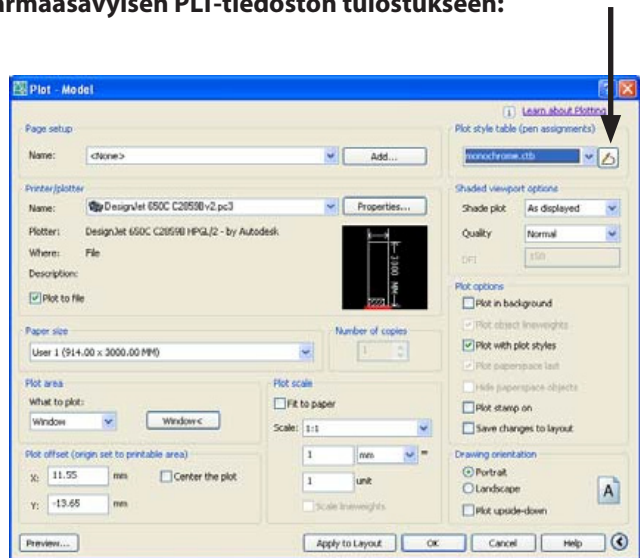 armaasävyisen PLT-tiedoston tulostukseen:
Plot - Model
Learn about Plotting
Page setup
Name: <None> Add...
Plot style table (pen assignments)
monochrome.ctb
Printer/plotter
Name: DesignJet 650C C2859Bv2.pc3 Properties...
Plotter: DesignJet 650C C2859B HPGL/2 - by Autodesk
Where: File
Description:
Plot to file
3000 MM
Shaded viewport options
Shade plot As displayed
Quality Normal
DPI 150
Paper size
User 1 (914.00 x 3000.00 MM)
Number of copies
1
Plot options
Plot in background
Plot object lineweights
Plot with plot styles
Plot paperspace last
Hide paperspace objects
Plot stamp on
Save changes to layout
Plot area
What to plot:
Window Window<
Plot scale
Fit to paper
Scale: 1:1
1 mm =
1 unit
Scale lineweights
Plot offset (origin set to printable area)
X: 11.55 mm Center the plot
Y: -13.65 mm
Drawing orientation
Portrait
Landscape
Plot upside-down
A
Preview... Apply to Layout OK Cancel Help